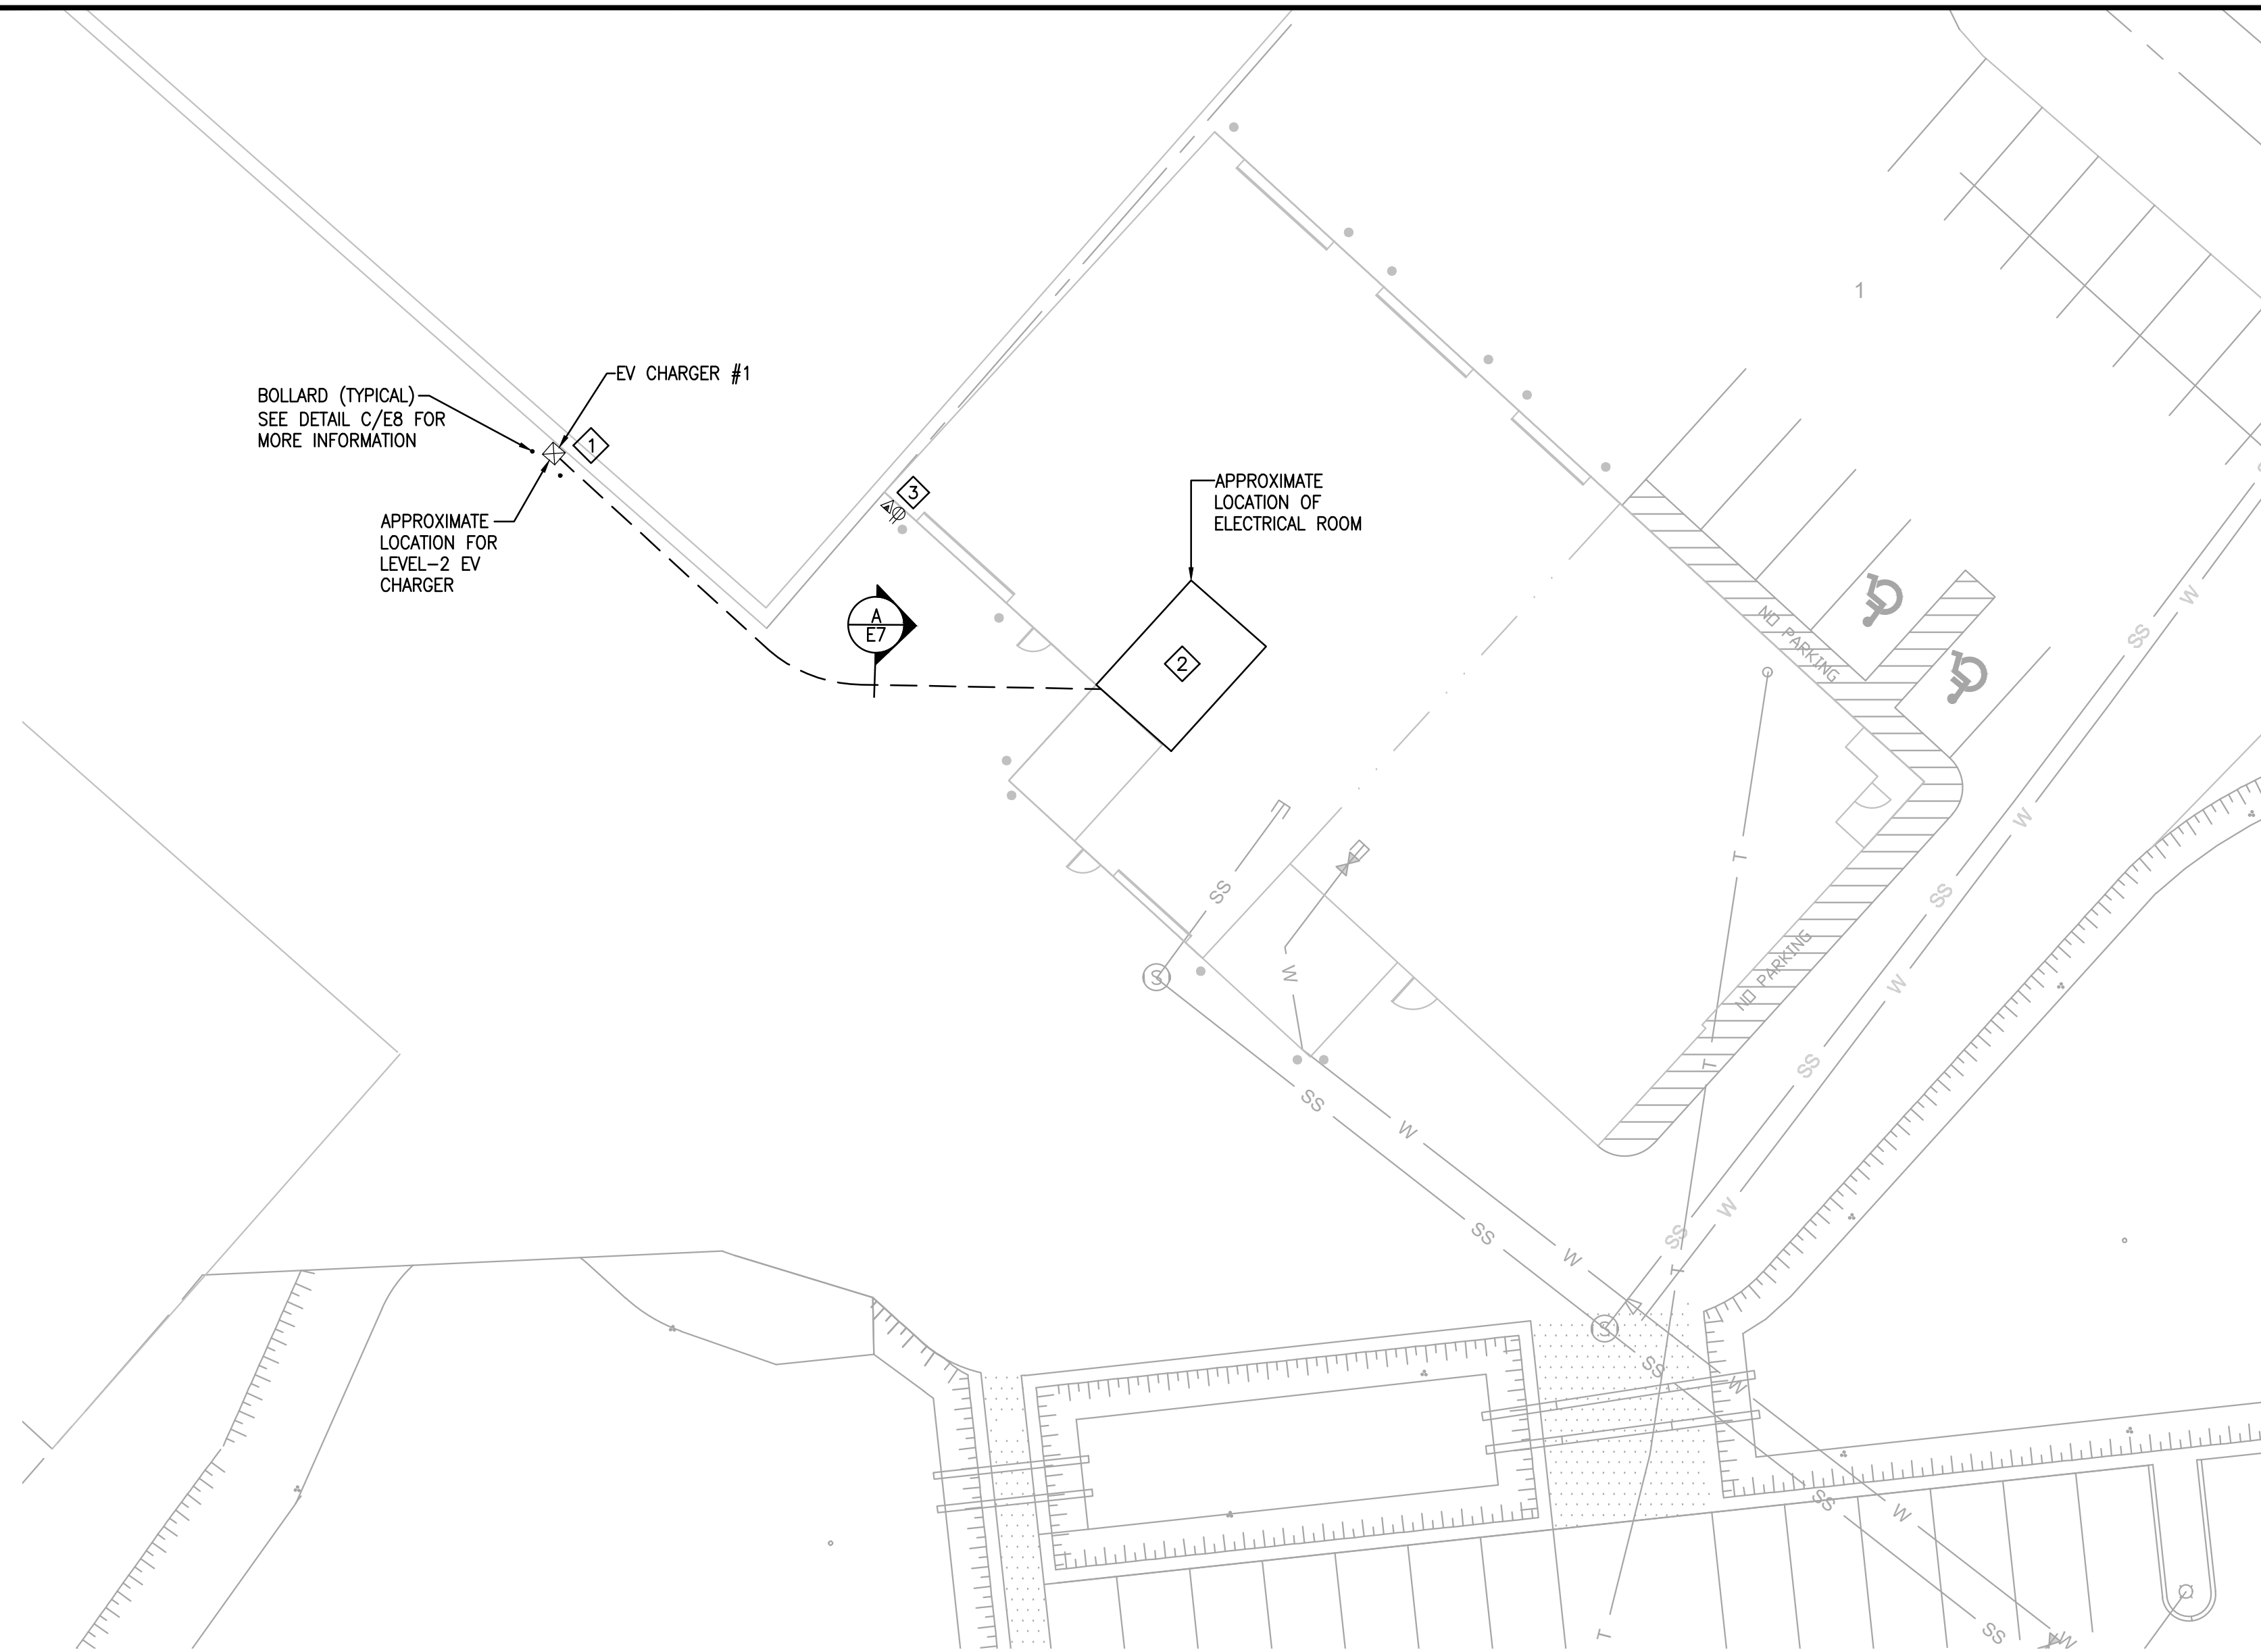 1
EV CHARGER #1
BOLLARD (TYPICAL)
SEE DETAIL C/E8 FOR
MORE INFORMATION
1
APPROXIMATE
LOCATION FOR
LEVEL-2 EV
CHARGER
3
APPROXIMATE
LOCATION OF
ELECTRICAL ROOM
A
E7
2
NO PARKING
W
SS
W
T
SS
SS
W
NO PARKING
W
S
T
SS
SS
W
W
SS
SS
W
T
S
SS
W
SS
W
T
SS
W